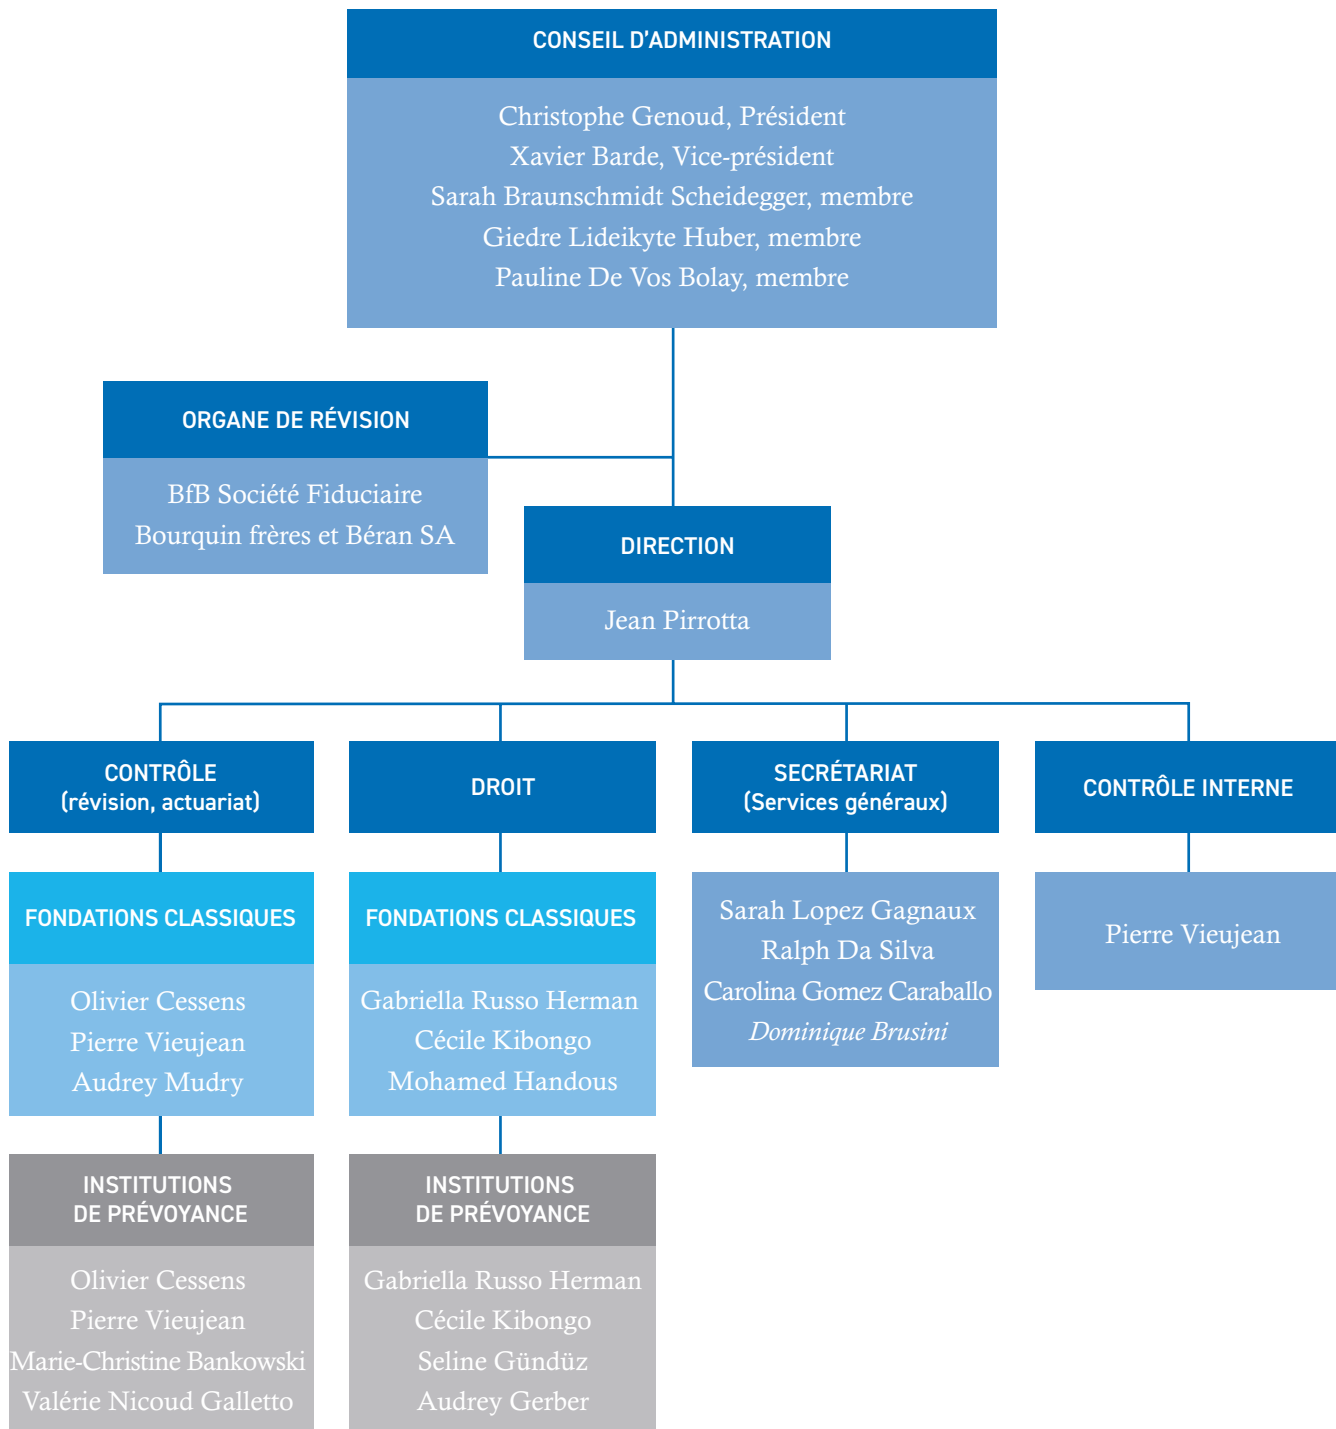 CONSEIL D’ADMINISTRATION
Christophe Genoud, Président
Xavier Barde, Vice-président
Sarah Braunschmidt Scheidegger, membre
Giedre Lideikyte Huber, membre
Pauline De Vos Bolay, membre
ORGANE DE RÉVISION
BfB Société Fiduciaire
Bourquin frères et Béran SA
DIRECTION
Jean Pirrotta
CONTRÔLE
(révision, actuariat)
FONDATIONS CLASSIQUES
Olivier Cessens
Pierre Vieujean
Audrey Mudry
INSTITUTIONS
DE PRÉVOYANCE
Olivier Cessens
Pierre Vieujean
Marie-Christine Bankowski
Valérie Nicoud Galletto
DROIT
FONDATIONS CLASSIQUES
Gabriella Russo Herman
Cécile Kibongo
Mohamed Handous
INSTITUTIONS
DE PRÉVOYANCE
Gabriella Russo Herman
Cécile Kibongo
Seline Gündüz
Audrey Gerber
SECRÉTARIAT
(Services généraux)
Sarah Lopez Gagnaux
Ralph Da Silva
Carolina Gomez Caraballo
Dominique Brusini
CONTRÔLE INTERNE
Pierre Vieujean